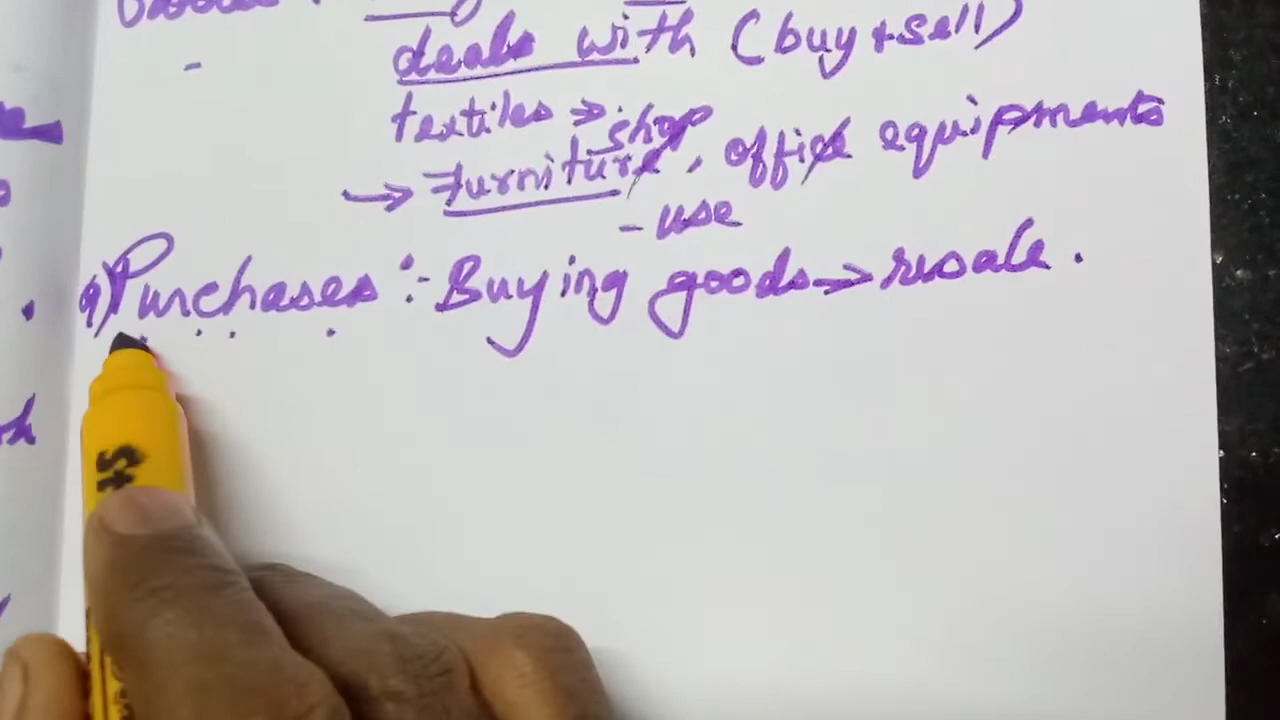 deals with (buy+sell)
textiles → shop
→ Furniture, office equipments
- use
9) Purchases :- Buying goods → resale.